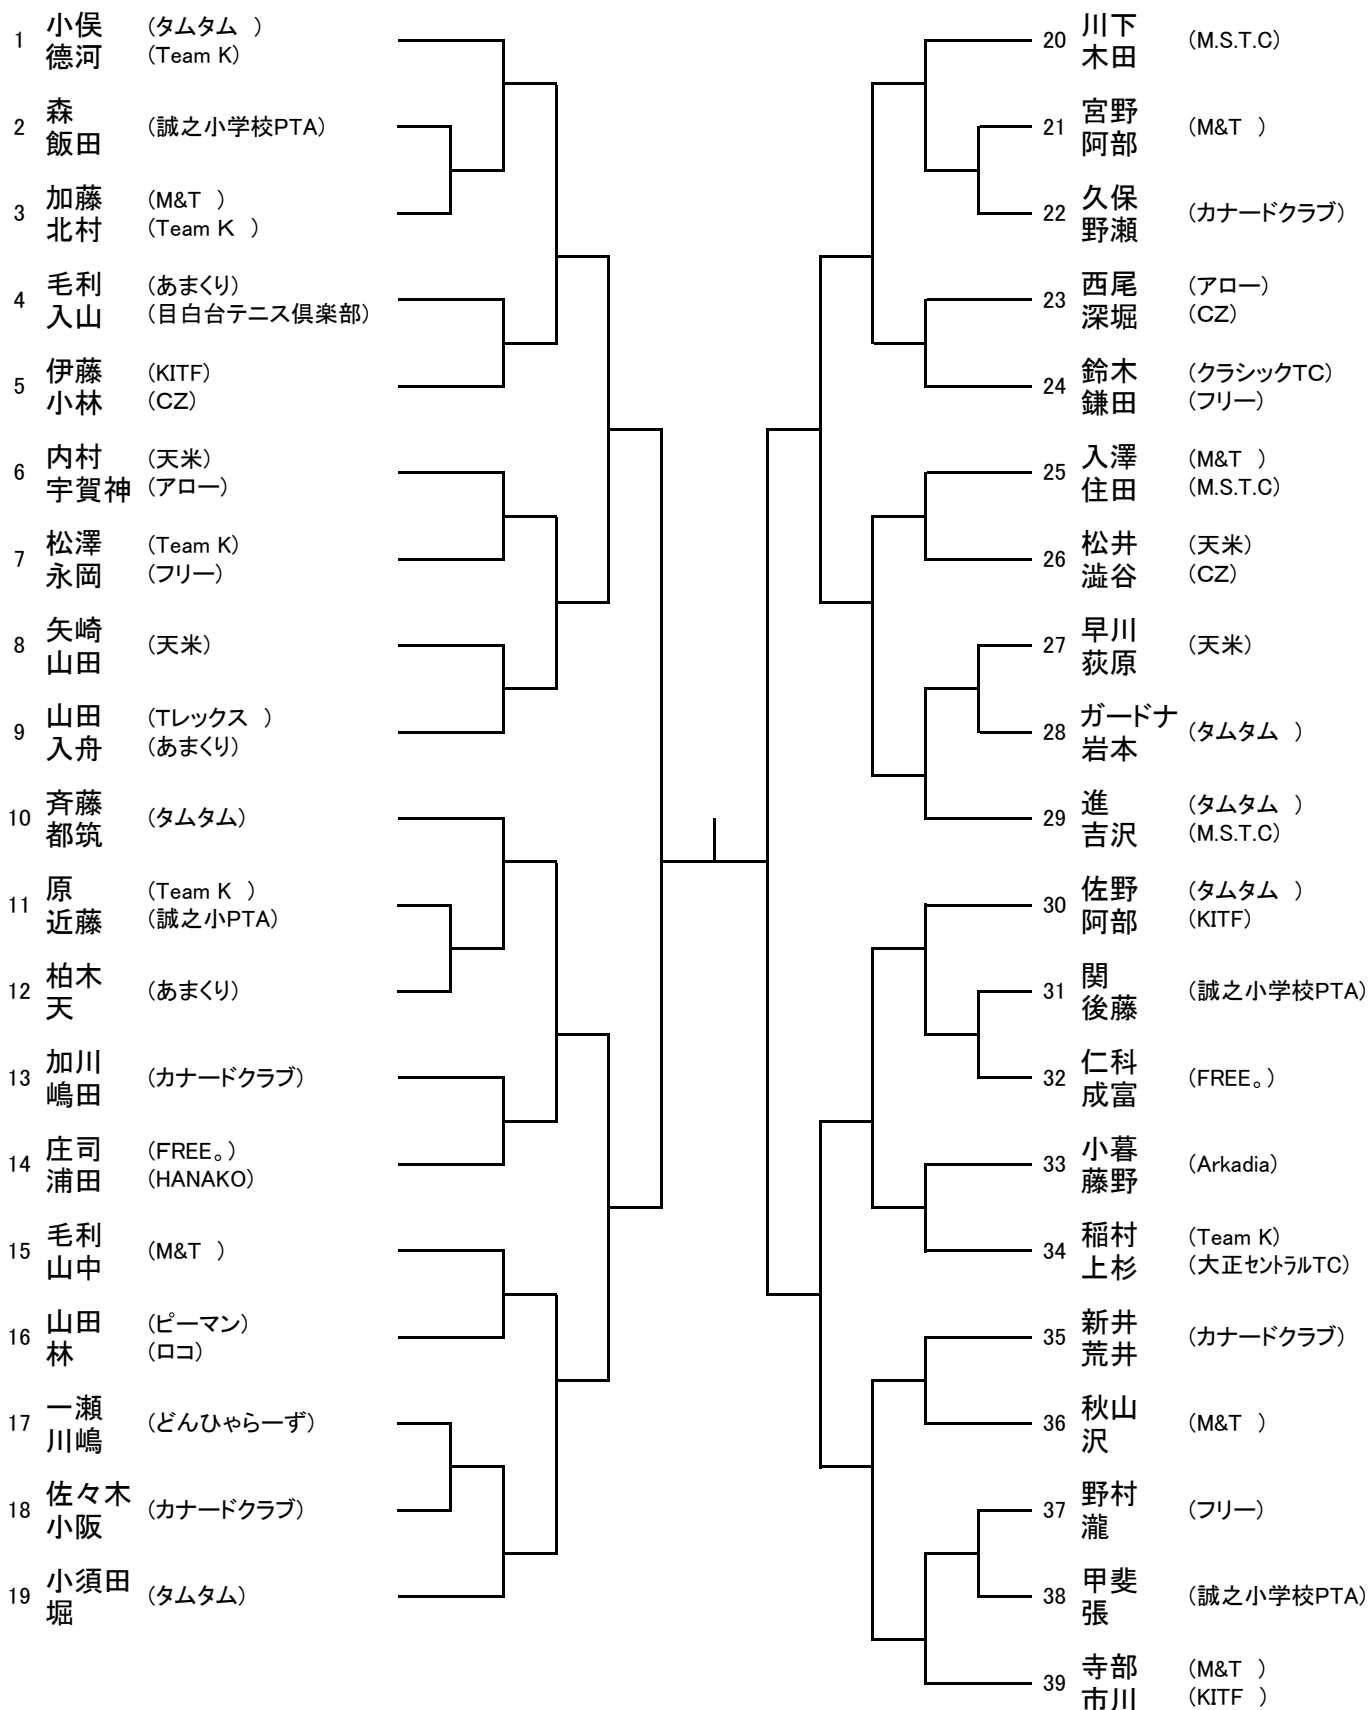 1 小俣 (タムタム )
徳河 (Team K)
2 森
飯田 (誠之小学校PTA)
3 加藤 (M&T )
北村 (Team K )
4 毛利 (あまくり)
入山 (目白台テニス倶楽部)
5 伊藤 (KITF)
小林 (CZ)
6 内村 (天米)
宇賀神 (アロー)
7 松澤 (Team K)
永岡 (フリー)
8 矢崎
山田 (天米)
9 山田 (Tレックス )
入舟 (あまくり)
10 斉藤
都筑 (タムタム)
11 原 (Team K )
近藤 (誠之小PTA)
12 柏木
天 (あまくり)
13 加川
嶋田 (カナードクラブ)
14 庄司 (FREE。)
浦田 (HANAKO)
15 毛利
山中 (M&T )
16 山田 (ピーマン)
林 (ロコ)
17 一瀬
川嶋 (どんひゃらーず)
18 佐々木
小阪 (カナードクラブ)
19 小須田
堀 (タムタム)
20 川下
木田 (M.S.T.C)
21 宮野
阿部 (M&T )
22 久保
野瀬 (カナードクラブ)
23 西尾 (アロー)
深堀 (CZ)
24 鈴木 (クラシックTC)
鎌田 (フリー)
25 入澤 (M&T )
住田 (M.S.T.C)
26 松井 (天米)
澁谷 (CZ)
27 早川
荻原 (天米)
28 ガードナ
岩本 (タムタム )
29 進 (タムタム )
吉沢 (M.S.T.C)
30 佐野 (タムタム )
阿部 (KITF)
31 関
後藤 (誠之小学校PTA)
32 仁科
成富 (FREE。)
33 小暮
藤野 (Arkadia)
34 稲村 (Team K)
上杉 (大正セントラルTC)
35 新井
荒井 (カナードクラブ)
36 秋山
沢 (M&T )
37 野村
瀧 (フリー)
38 甲斐
張 (誠之小学校PTA)
39 寺部 (M&T )
市川 (KITF )